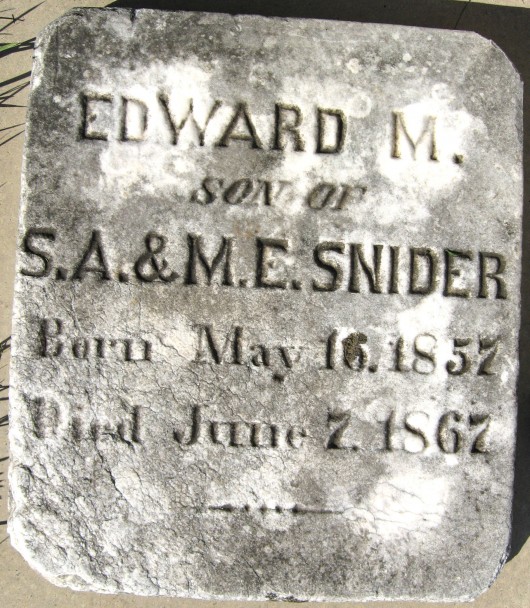 EDWARD M.
SON OF
S.A. & M.E. SNIDER
Born May 16. 1857
Died June 7. 1867